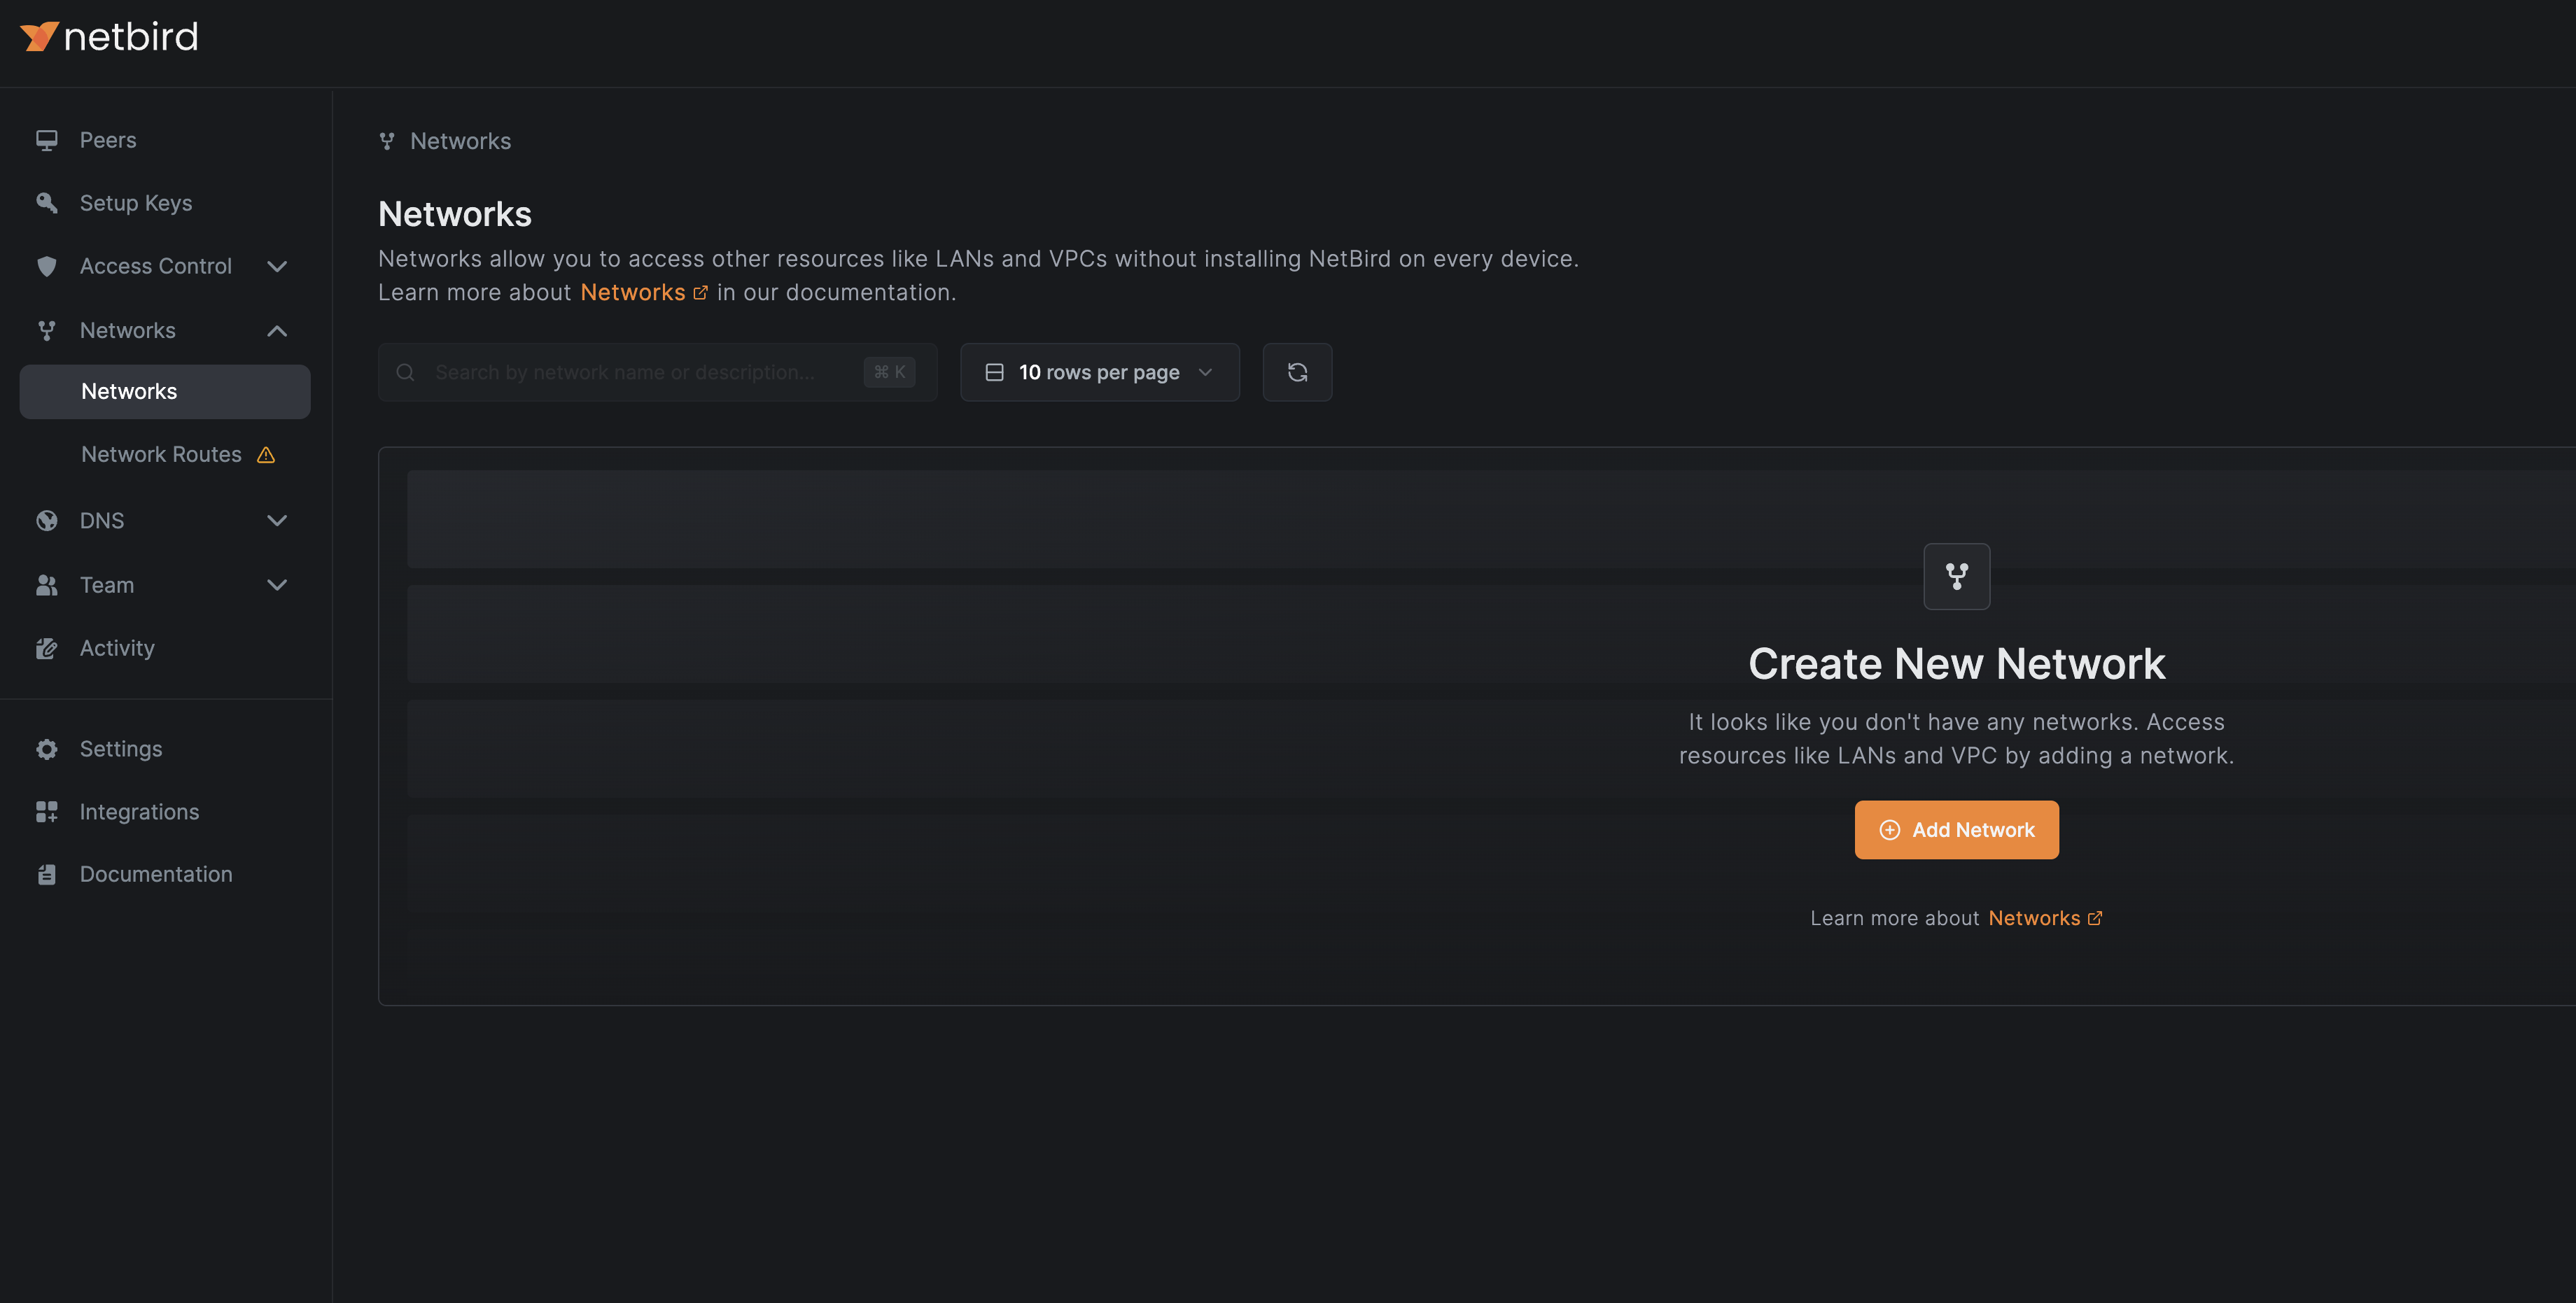 netbird
Peers
Setup Keys
Access Control
Networks
Networks
Network Routes
DNS
Team
Activity
Settings
Integrations
Documentation
Networks
Networks
Networks allow you to access other resources like LANs and VPCs without installing NetBird on every device.
Learn more about Networks in our documentation.
Search by network name or description... ⌘ K
10 rows per page
Create New Network
It looks like you don't have any networks. Access
resources like LANs and VPC by adding a network.
Add Network
Learn more about Networks